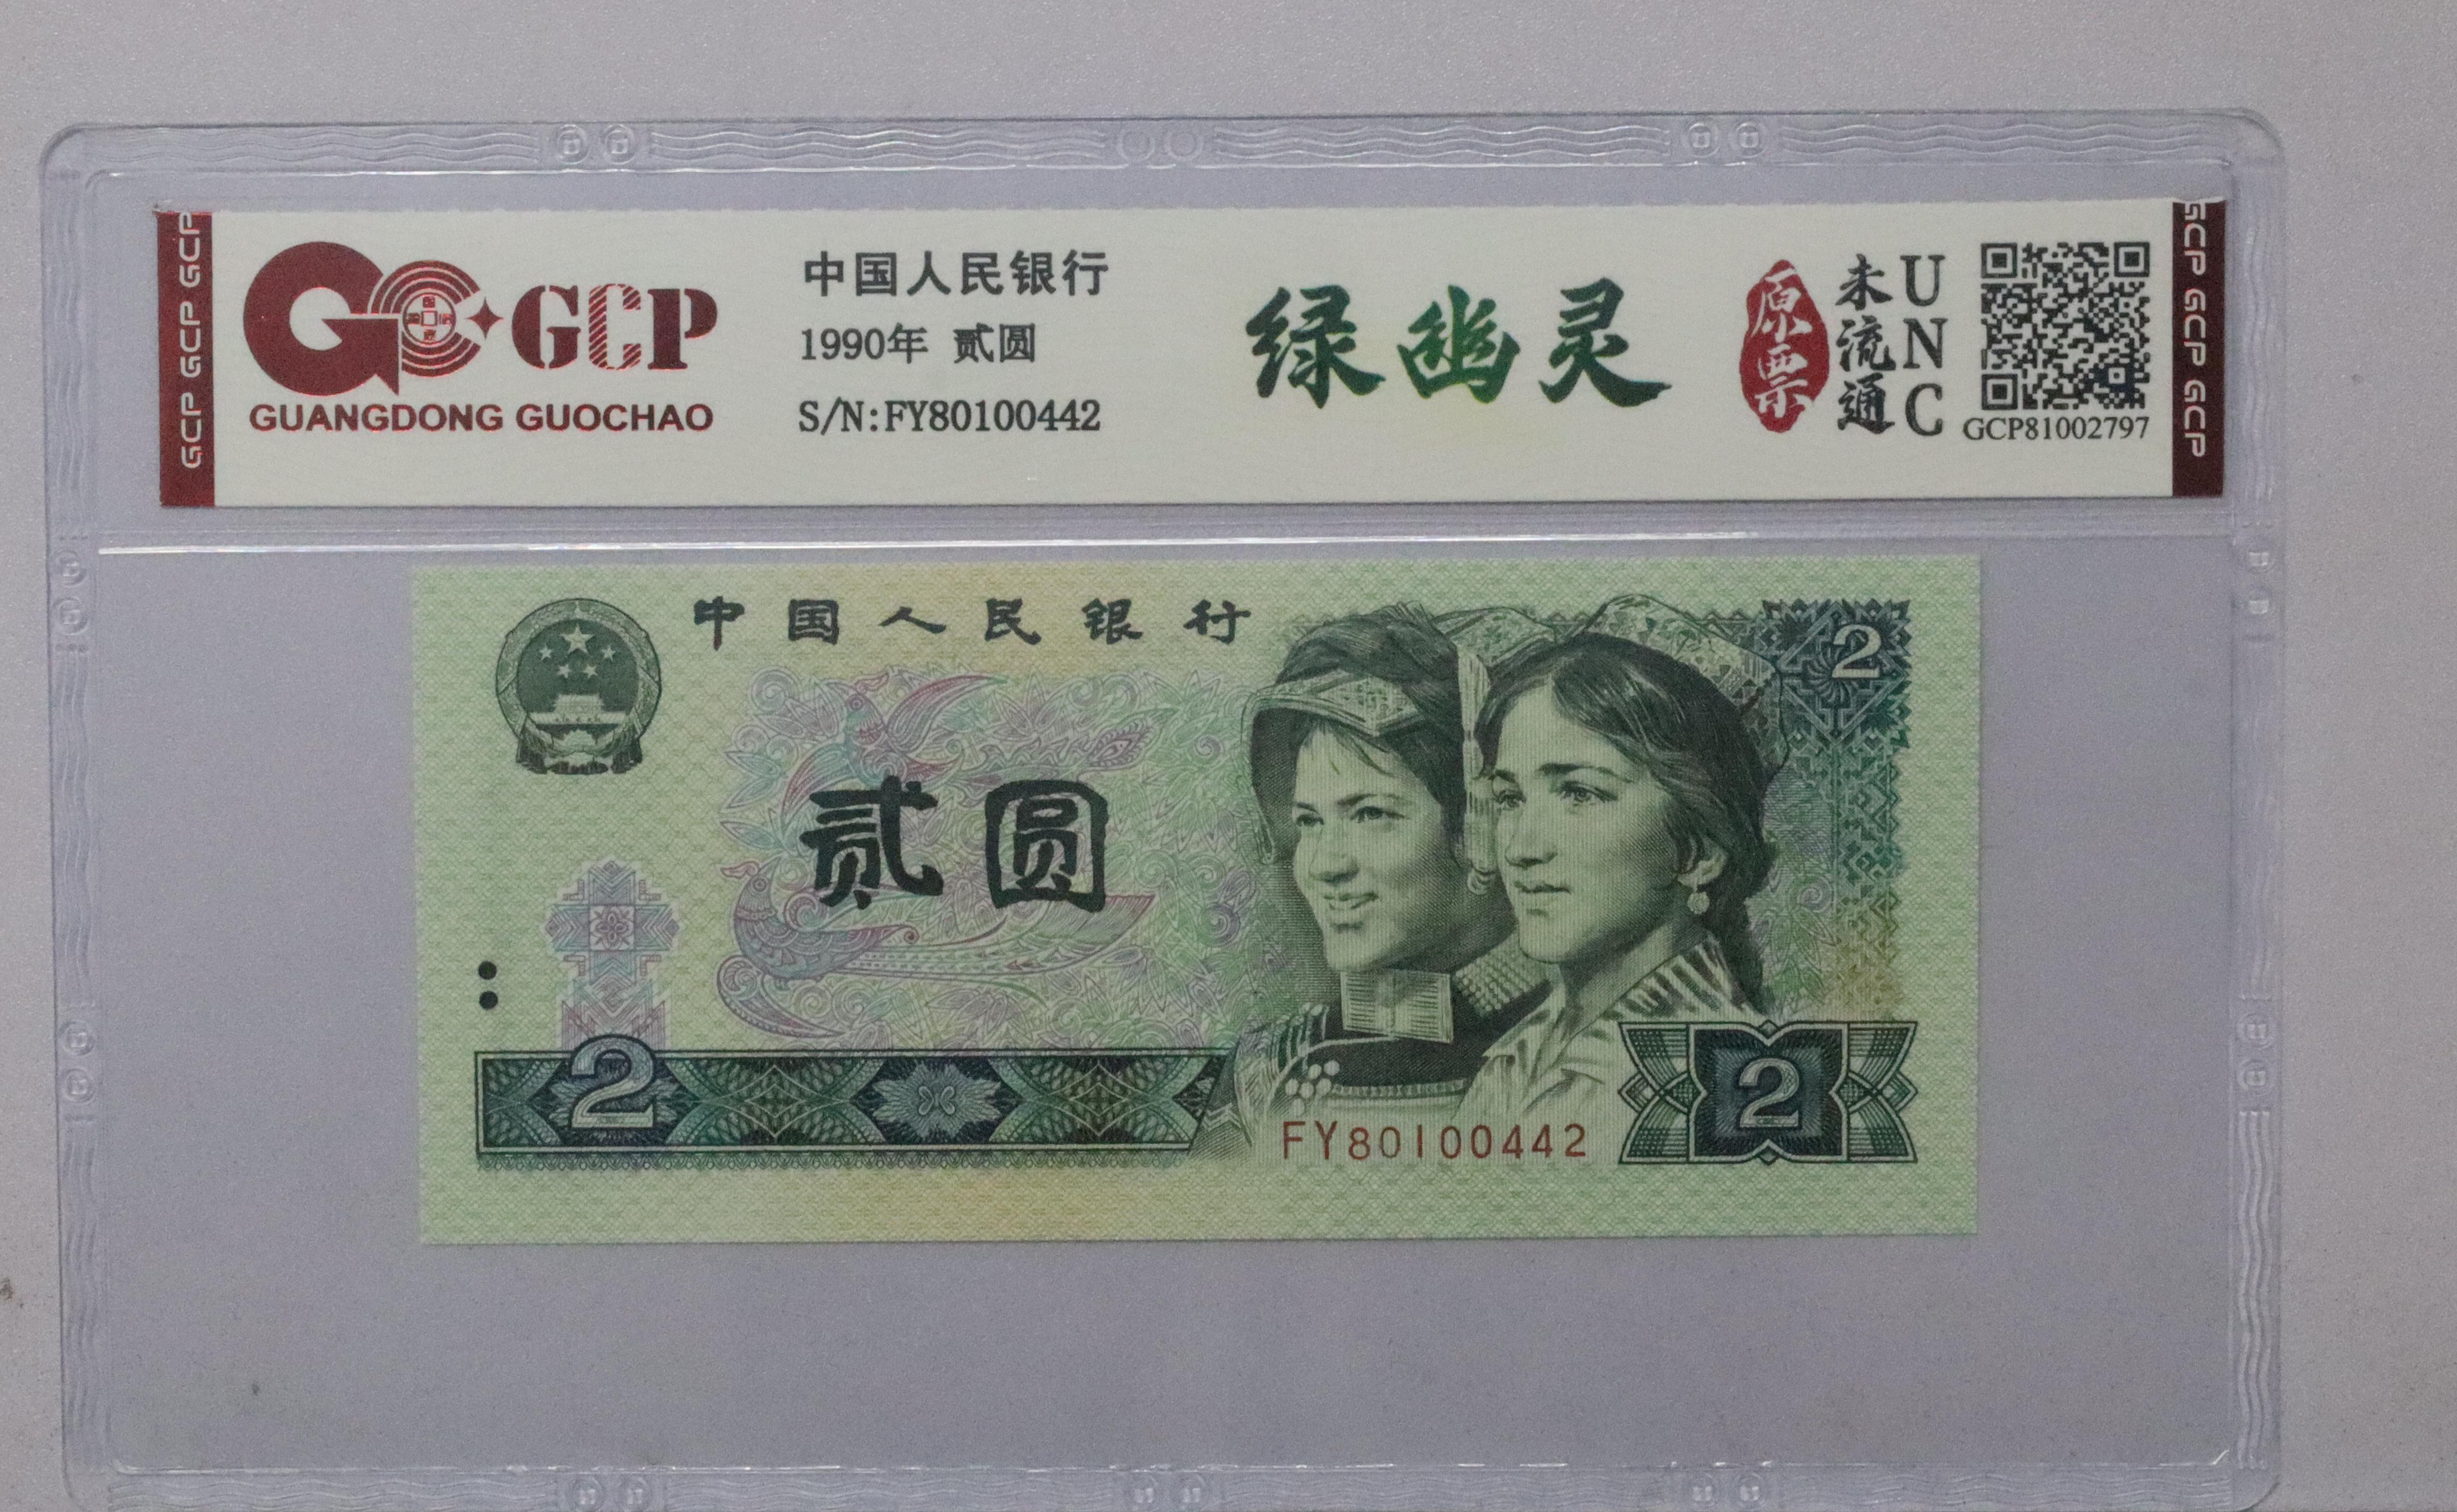 GCP GCP GCP
GCP
GUANGDONG GUOCHAO
中国人民银行
1990年 贰圆
S/N:FY80100442
绿幽灵
原票
未流通
UNC
GCP81002797
GCP GCP GCP
中国人民银行
2
贰圆
2
FY80100442
2